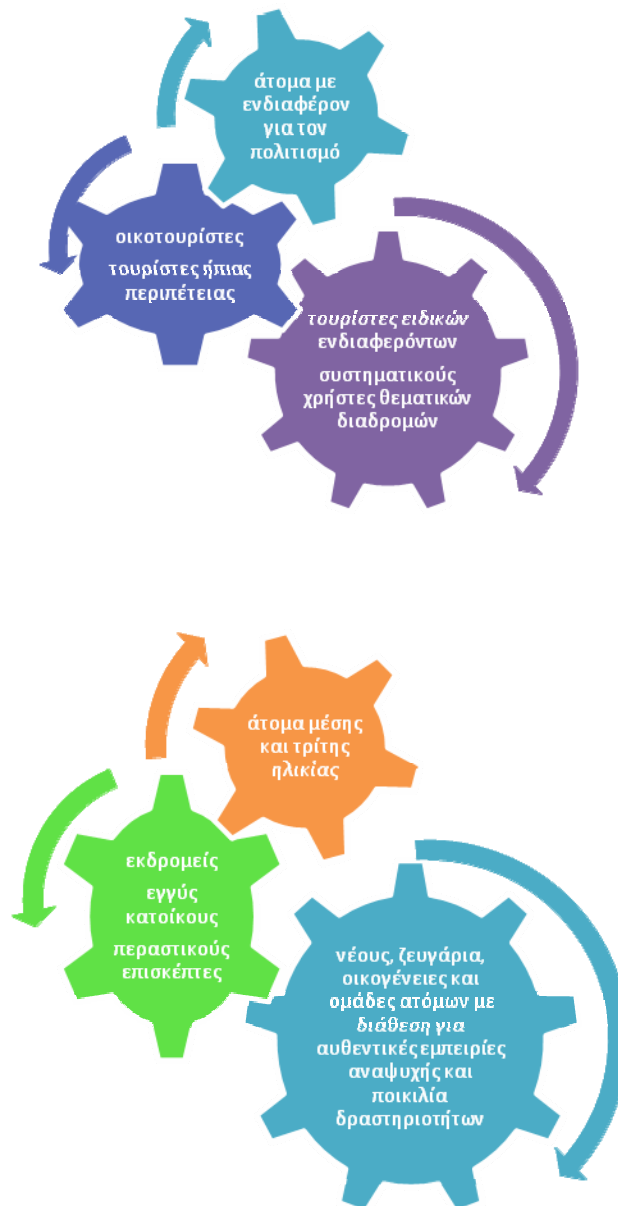 άτομα με
ενδιαφέρον
για τον
πολιτισμό
οικοτουρίστες
τουρίστες ήπιας
περιπέτειας
τουρίστες ειδικών
ενδιαφερόντων
συστηματικούς
χρήστες θεματικών
διαδρομών
άτομα μέσης
και τρίτης
ηλικίας
εκδρομείς
εγγύς
κατοίκους
περαστικούς
επισκέπτες
νέους, ζευγάρια,
οικογένειες και
ομάδες ατόμων με
διάθεση για
αυθεντικές εμπειρίες
αναψυχής και
ποικιλία
δραστηριοτήτων